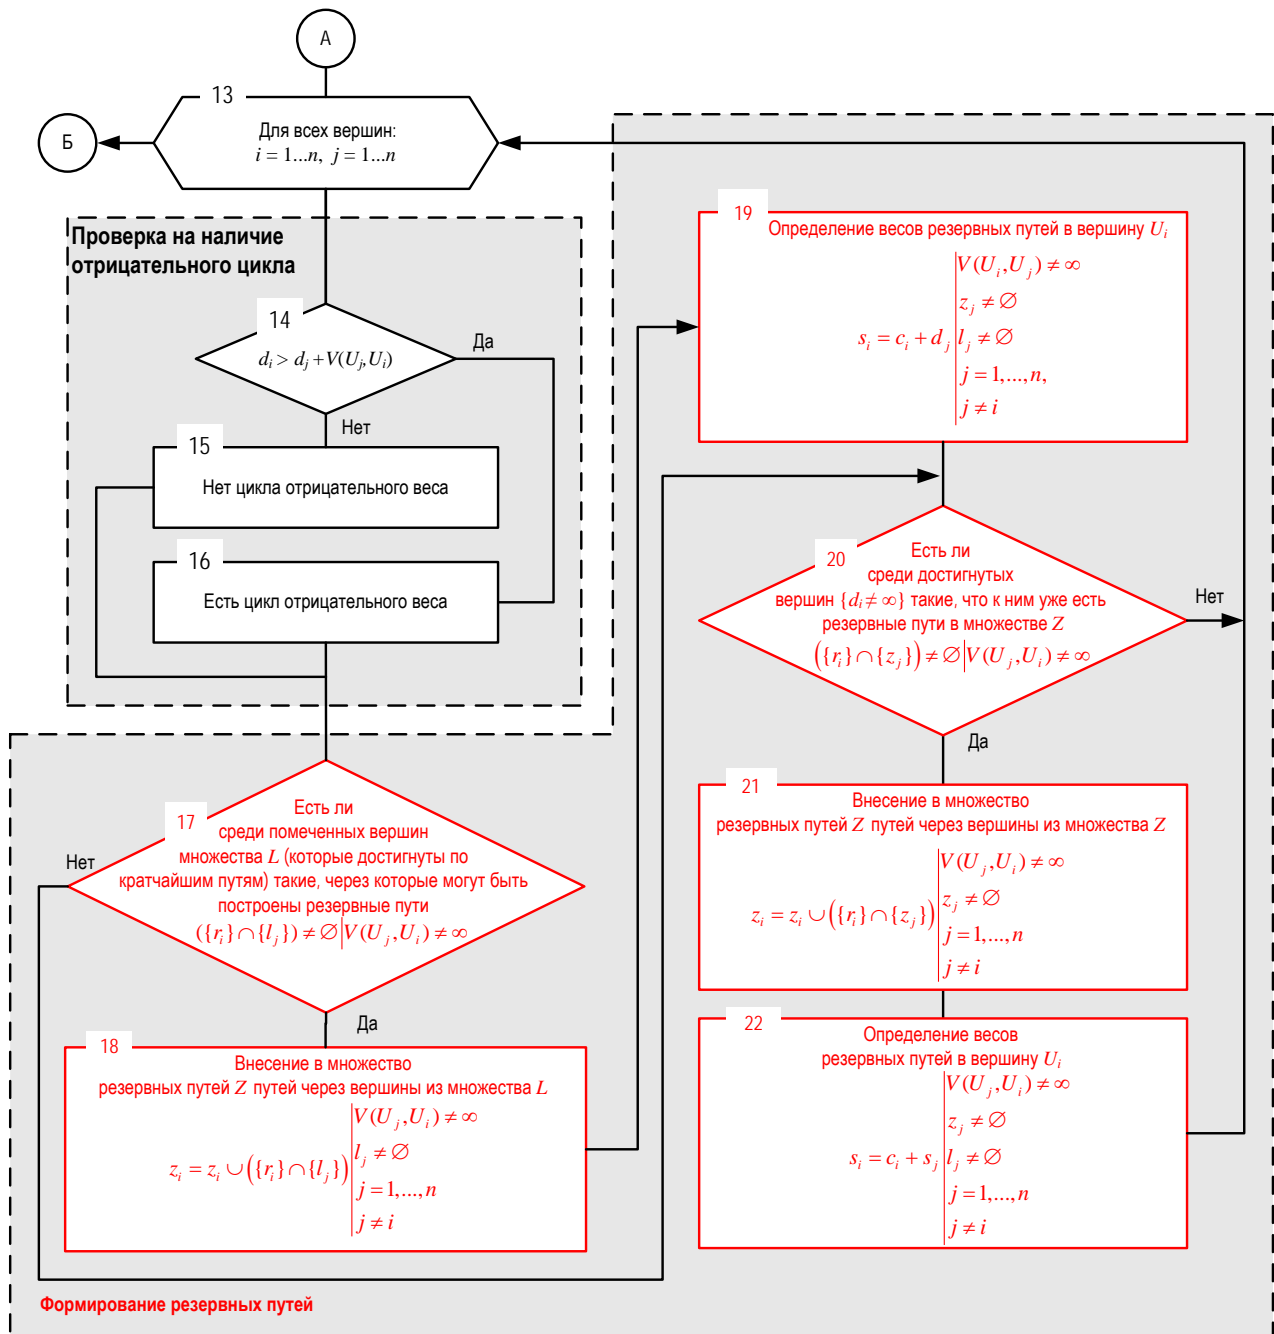 А
13
Для всех вершин:
i = 1...n, j = 1...n
Б
Проверка на наличие
отрицательного цикла
14
d_i > d_j + V(U_j, U_i)
Да
Нет
15
Нет цикла отрицательного веса
16
Есть цикл отрицательного веса
17
Есть ли
среди помеченных вершин
множества L (которые достигнуты по
кратчайшим путям) такие, через которые могут быть
построены резервные пути
({r_i} ∩ {l_j}) ≠ ∅ | V(U_j, U_i) ≠ ∞
Нет
Да
18
Внесение в множество
резервных путей Z путей через вершины из множества L
V(U_j, U_i) ≠ ∞
z_i = z_i ∪ ({r_i} ∩ {l_j}) l_j ≠ ∅
j = 1,...,n
j ≠ i
Формирование резервных путей
19
Определение весов резервных путей в вершину U_i
V(U_i, U_j) ≠ ∞
z_j ≠ ∅
s_i = c_i + d_j l_j ≠ ∅
j = 1,...,n,
j ≠ i
20
Есть ли
среди достигнутых
вершин {d_i ≠ ∞} такие, что к ним уже есть
резервные пути в множестве Z
({r_i} ∩ {z_j}) ≠ ∅ | V(U_j, U_i) ≠ ∞
Нет
Да
21
Внесение в множество
резервных путей Z путей через вершины из множества Z
V(U_j, U_i) ≠ ∞
z_i = z_i ∪ ({r_i} ∩ {z_j}) z_j ≠ ∅
j = 1,...,n
j ≠ i
22
Определение весов
резервных путей в вершину U_i
V(U_j, U_i) ≠ ∞
z_j ≠ ∅
s_i = c_i + s_j l_j ≠ ∅
j = 1,...,n
j ≠ i